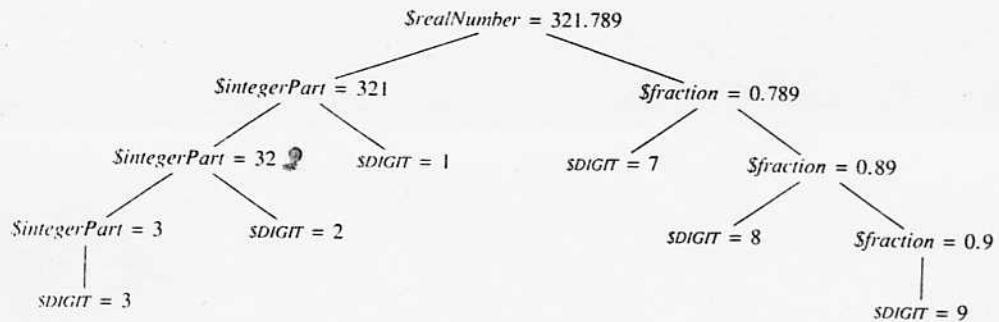 $realNumber = 321.789
$integerPart = 321
$fraction = 0.789
$integerPart = 32
$DIGIT = 1
$DIGIT = 7
$fraction = 0.89
$integerPart = 3
$DIGIT = 2
$DIGIT = 8
$fraction = 0.9
$DIGIT = 3
$DIGIT = 9